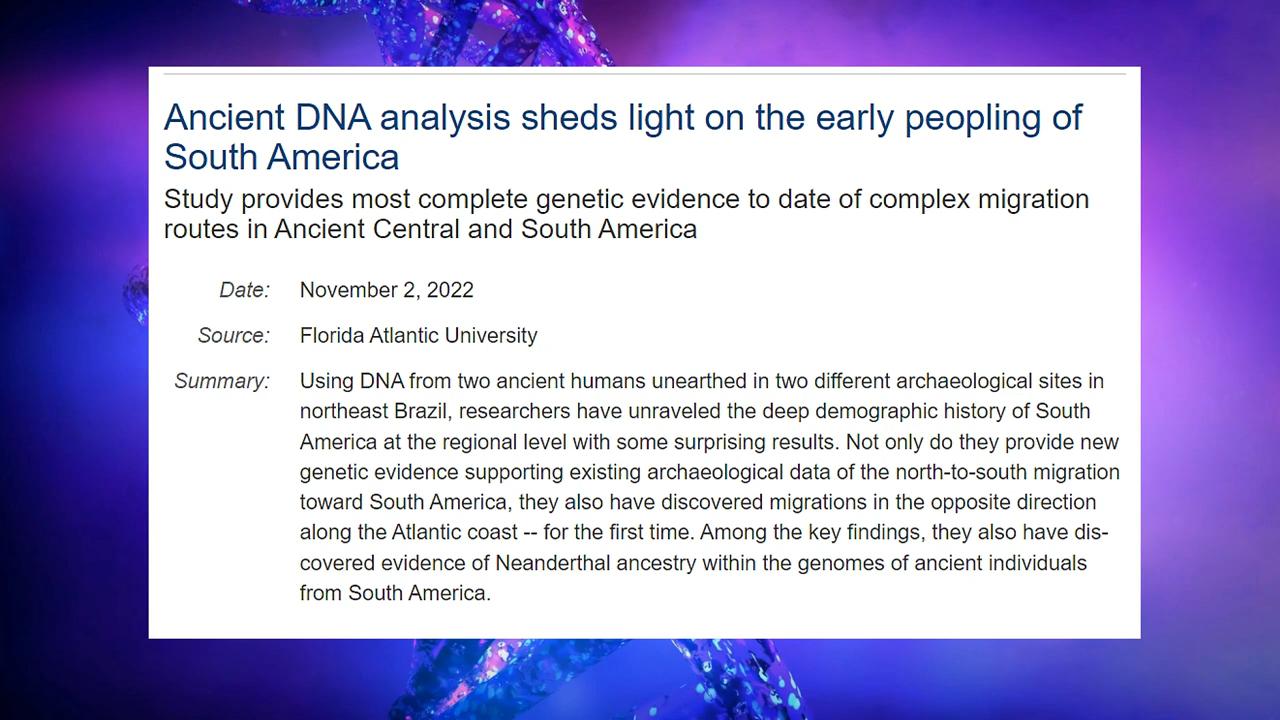 Ancient DNA analysis sheds light on the early peopling of
South America
Study provides most complete genetic evidence to date of complex migration
routes in Ancient Central and South America
Date: November 2, 2022
Source: Florida Atlantic University
Summary: Using DNA from two ancient humans unearthed in two different archaeological sites in
northeast Brazil, researchers have unraveled the deep demographic history of South
America at the regional level with some surprising results. Not only do they provide new
genetic evidence supporting existing archaeological data of the north-to-south migration
toward South America, they also have discovered migrations in the opposite direction
along the Atlantic coast -- for the first time. Among the key findings, they also have dis-
covered evidence of Neanderthal ancestry within the genomes of ancient individuals
from South America.